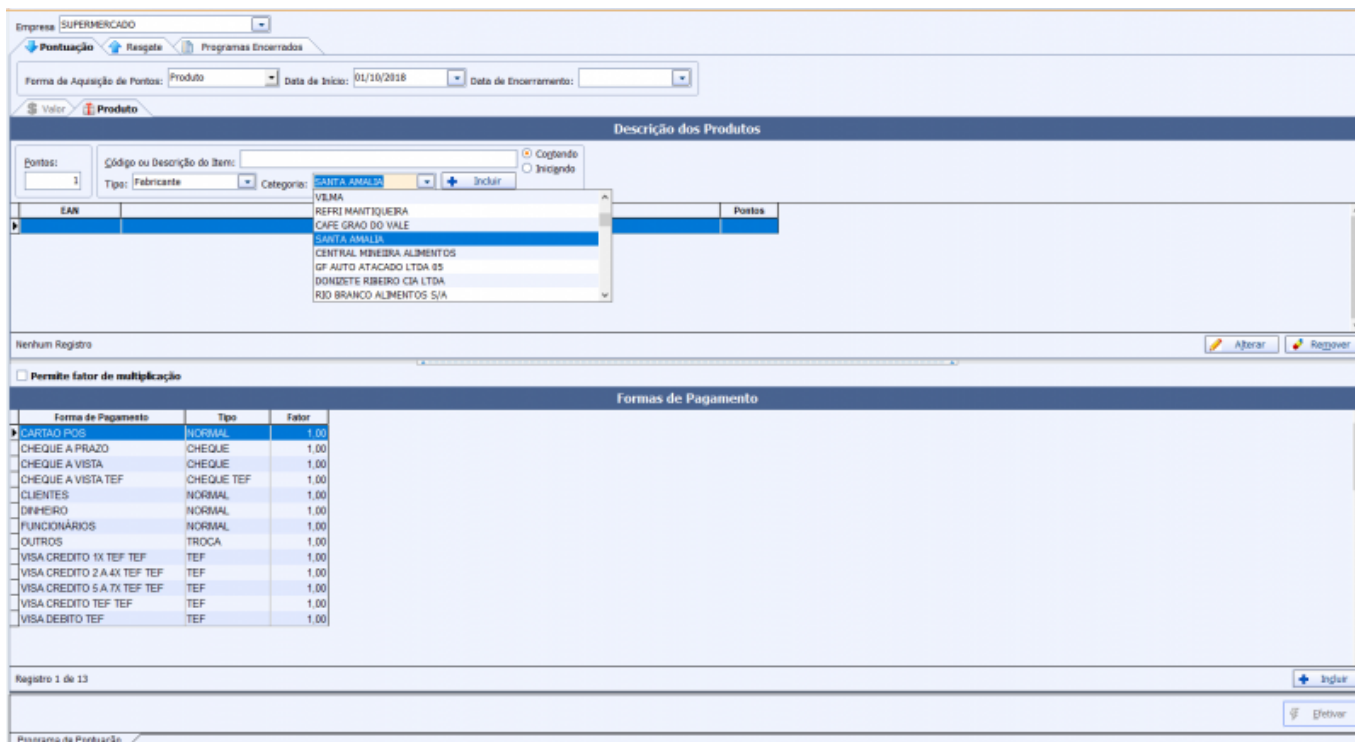 Empresa SUPERMERCADO
Pontuação Resgate Programas Encerrados
Forma de Aquisição de Pontos: Produto Data de Início: 01/10/2018 Data de Encerramento:
Valor Produto
Descrição dos Produtos
Pontos: Código ou Descrição do Item: Contendo
Iniciando
1 Tipo: Fabricante Categoria: SANTA AMALIA Incluir
VILMA
EAN REFRI MANTIQUEIRA Pontos
CAFE GRAO DO VALE
SANTA AMALIA
CENTRAL MINEIRA ALIMENTOS
GF AUTO ATACADO LTDA 05
DONIZETE RIBEIRO CIA LTDA
RIO BRANCO ALIMENTOS S/A
Nenhum Registro Alterar Remover
Permite fator de multiplicação
Formas de Pagamento
Forma de Pagamento Tipo Fator
CARTAO POS NORMAL 1,00
CHEQUE A PRAZO CHEQUE 1,00
CHEQUE A VISTA CHEQUE 1,00
CHEQUE A VISTA TEF CHEQUE TEF 1,00
CLIENTES NORMAL 1,00
DINHEIRO NORMAL 1,00
FUNCIONÁRIOS NORMAL 1,00
OUTROS TROCA 1,00
VISA CREDITO 1X TEF TEF TEF 1,00
VISA CREDITO 2 A 4X TEF TEF TEF 1,00
VISA CREDITO 5 A 7X TEF TEF TEF 1,00
VISA CREDITO TEF TEF TEF 1,00
VISA DEBITO TEF TEF 1,00
Registro 1 de 13 Incluir
Efetivar
Programa de Pontuação